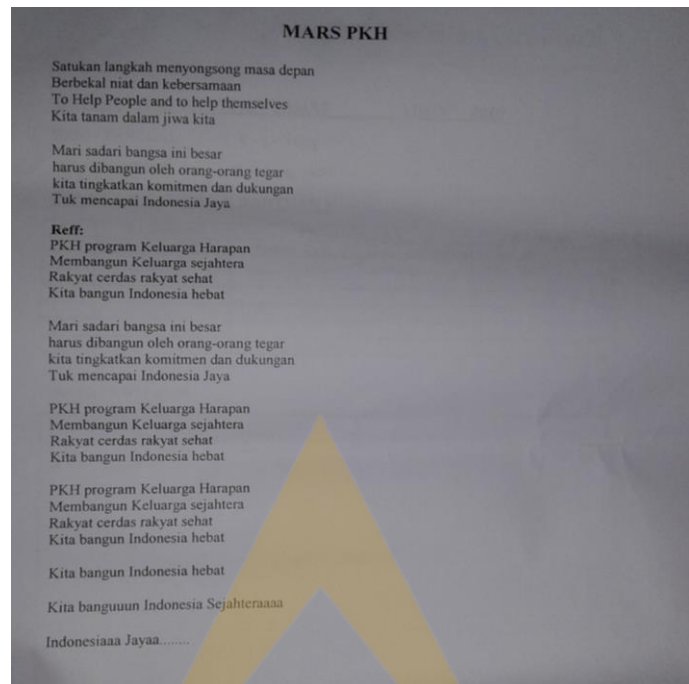 MARS PKH
Satukan langkah menyongsong masa depan
Berbekal niat dan kebersamaan
To Help People and to help themselves
Kita tanam dalam jiwa kita
Mari sadari bangsa ini besar
harus dibangun oleh orang-orang tegar
kita tingkatkan komitmen dan dukungan
Tuk mencapai Indonesia Jaya
Reff:
PKH program Keluarga Harapan
Membangun Keluarga sejahtera
Rakyat cerdas rakyat sehat
Kita bangun Indonesia hebat
Mari sadari bangsa ini besar
harus dibangun oleh orang-orang tegar
kita tingkatkan komitmen dan dukungan
Tuk mencapai Indonesia Jaya
PKH program Keluarga Harapan
Membangun Keluarga sejahtera
Rakyat cerdas rakyat sehat
Kita bangun Indonesia hebat
PKH program Keluarga Harapan
Membangun Keluarga sejahtera
Rakyat cerdas rakyat sehat
Kita bangun Indonesia hebat
Kita bangun Indonesia hebat
Kita banguuun Indonesia Sejahteraaaa
Indonesiaaa Jayaa........